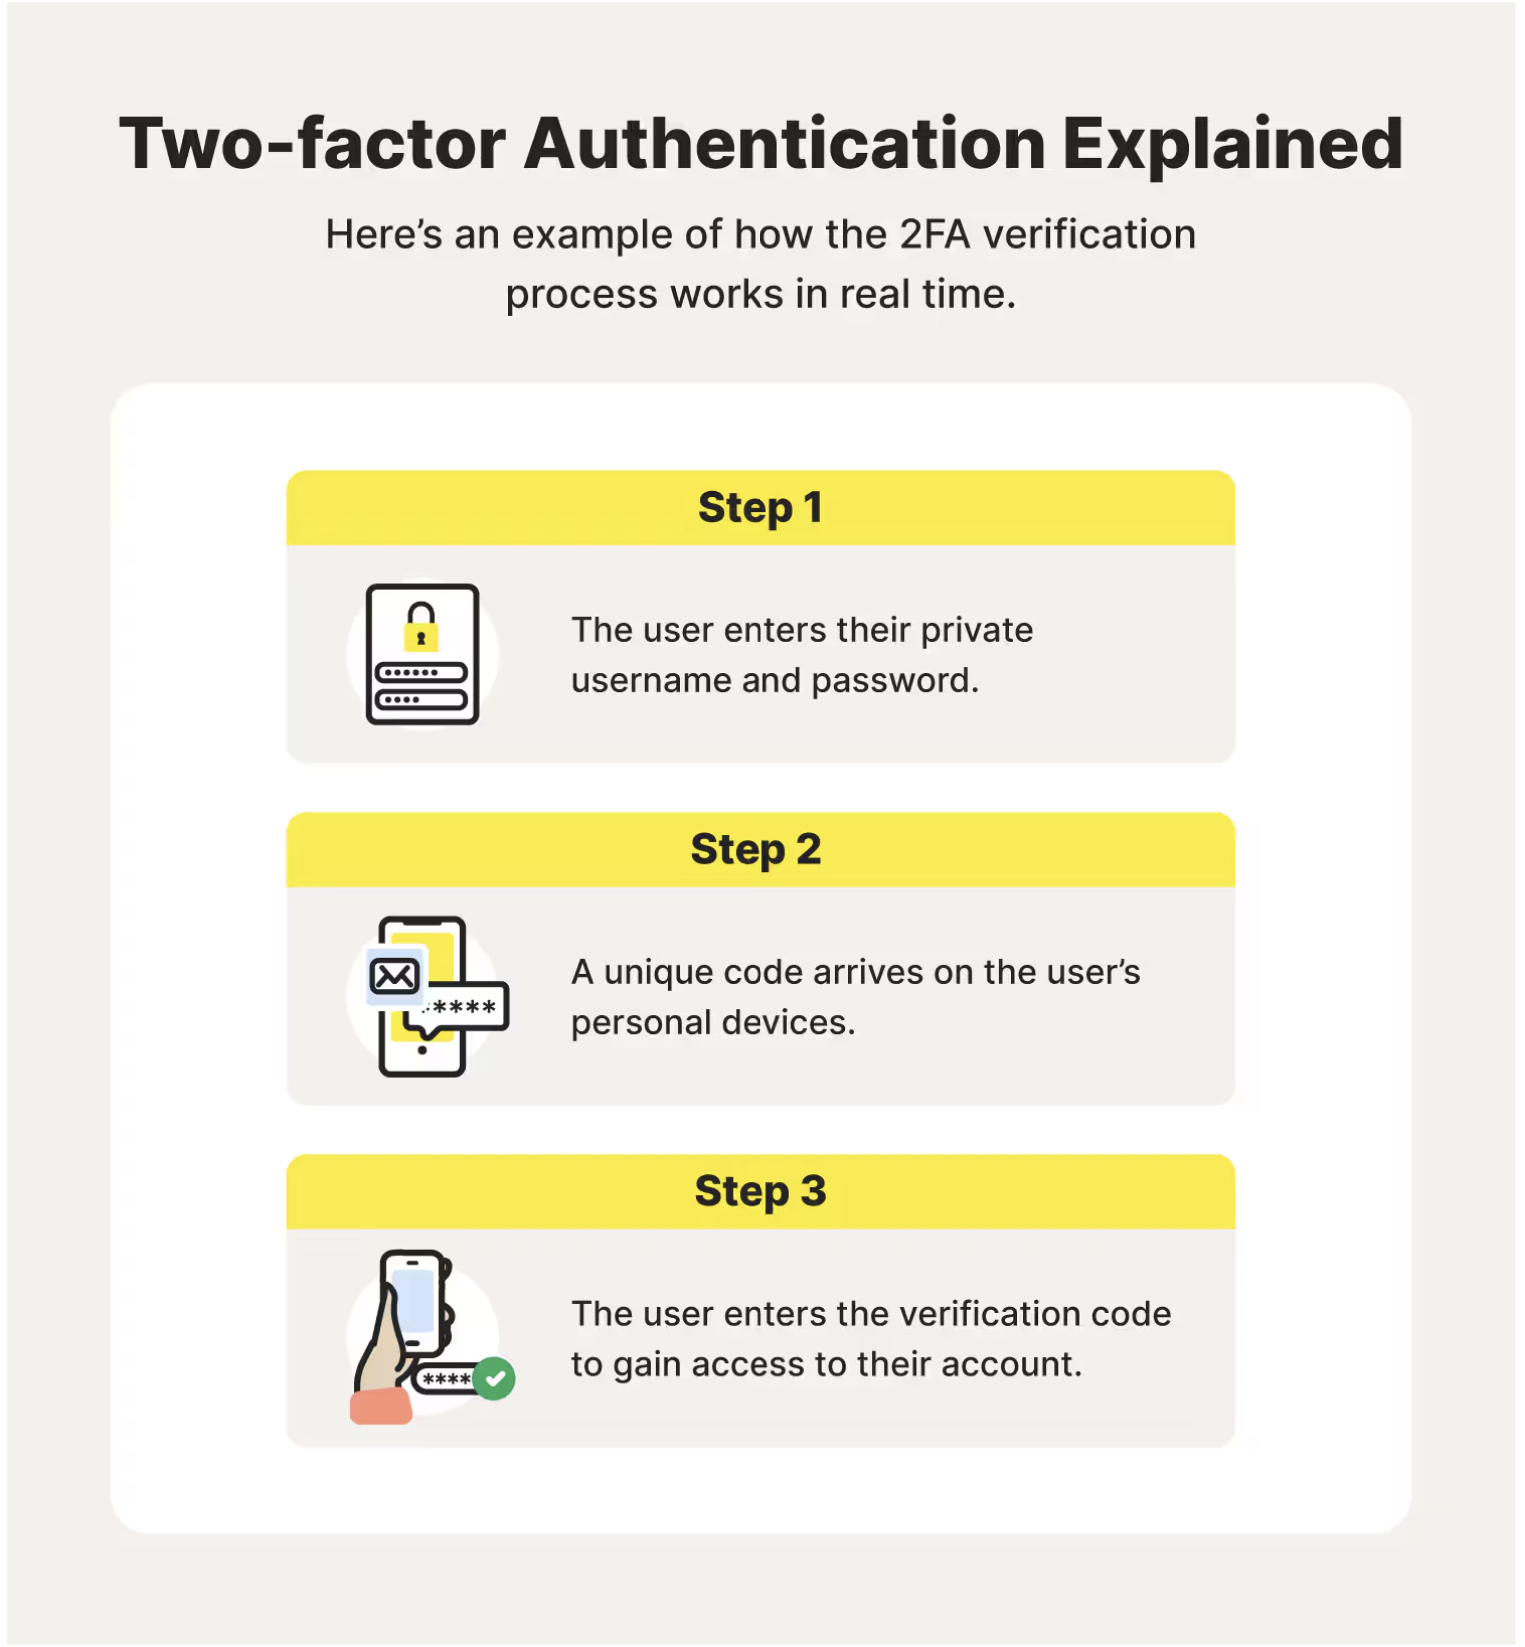 Two-factor Authentication Explained
Here’s an example of how the 2FA verification
process works in real time.
Step 1
The user enters their private
username and password.
Step 2
*****
A unique code arrives on the user’s
personal devices.
Step 3
The user enters the verification code
to gain access to their account.
****